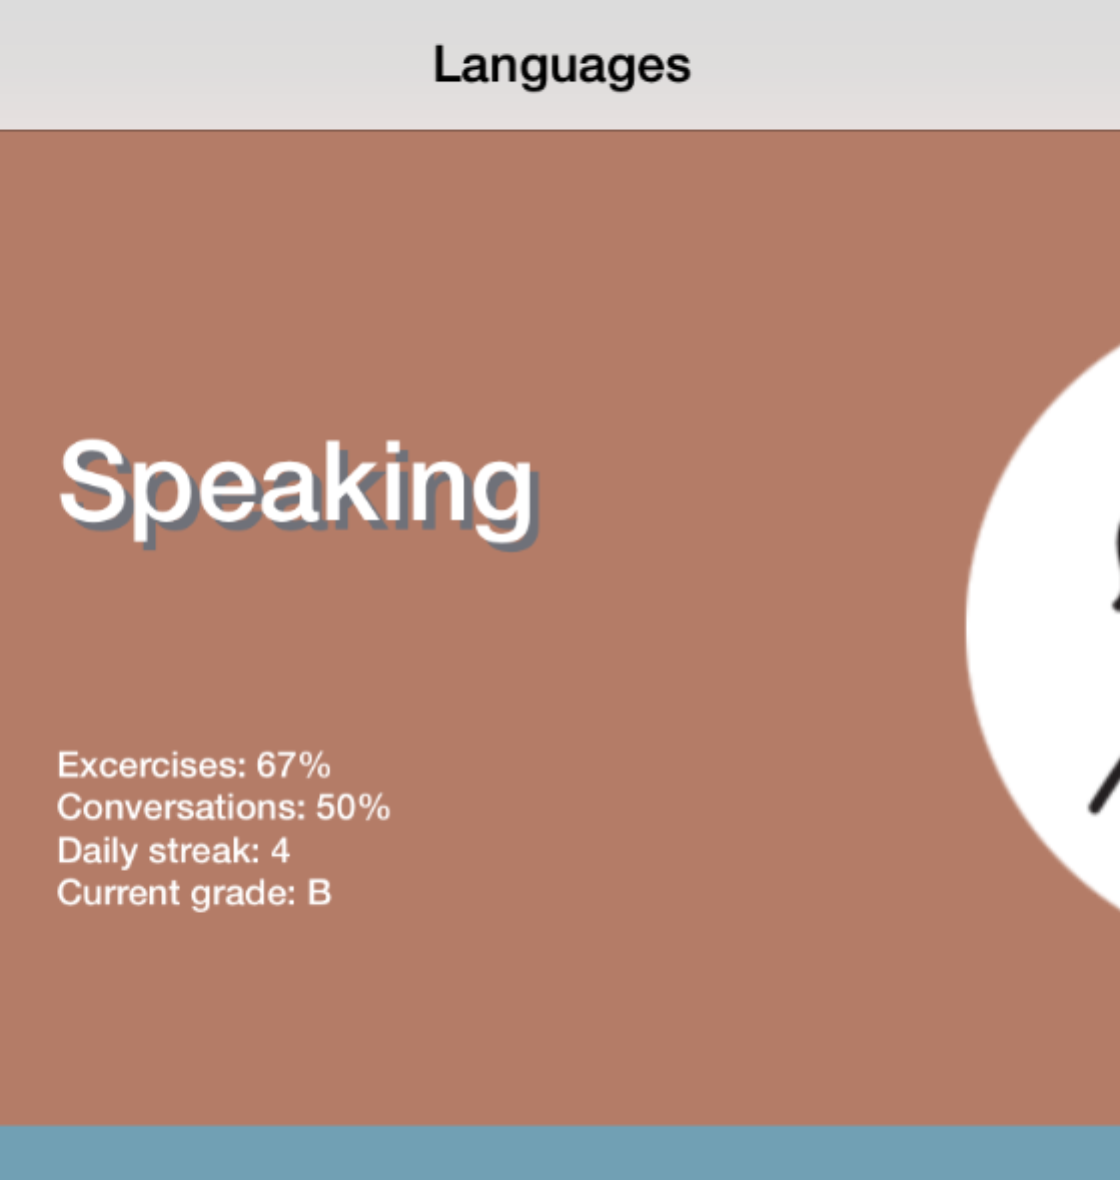 Languages
Speaking
Excercises: 67%
Conversations: 50%
Daily streak: 4
Current grade: B